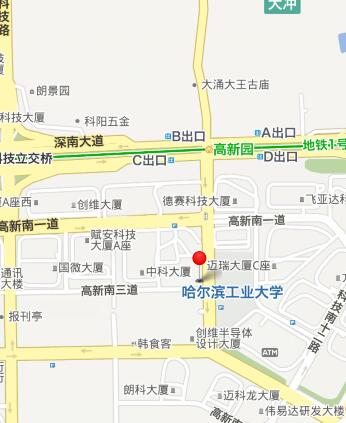 大冲
科技路
朗景园
大涌大王古庙
科技大厦
科阳五金
深南大道
B出口
A出口
高新园
地铁1号
科技立交桥
C出口
D出口
厦A座西
创维大厦
德赛科技大厦
飞亚达科
高新南一道
高新南一道
赋安科技
大厦A座
国微大厦
中科大厦
迈瑞大厦C座
通讯
大楼
高新南三道
哈尔滨工业大学
科技南十二路
报刊亭
韩食客
创维半导体
设计大厦
ATM
朗科大厦
迈科龙大厦
高新南
伟易达研发大楼